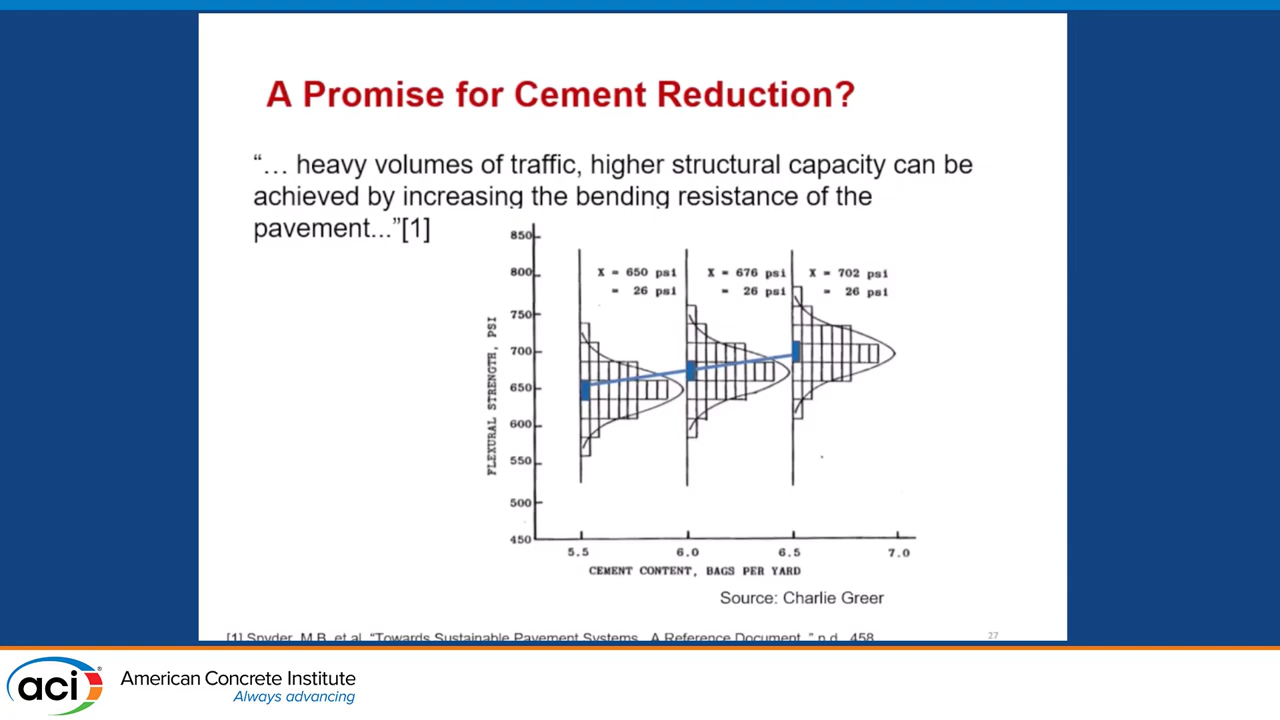 A Promise for Cement Reduction?
“… heavy volumes of traffic, higher structural capacity can be
achieved by increasing the bending resistance of the
pavement...”[1]
850
800
750
700
650
600
550
500
450
FLEXURAL STRENGTH, PSI
X = 650 psi
= 26 psi
X = 676 psi
= 26 psi
X = 702 psi
= 26 psi
5.5
6.0
6.5
7.0
CEMENT CONTENT, BAGS PER YARD
Source: Charlie Greer
[1] Snyder, M.B. et al. “Towards Sustainable Pavement Systems A Reference Document,” n.d., 458
27
aci
®
American Concrete Institute
Always advancing